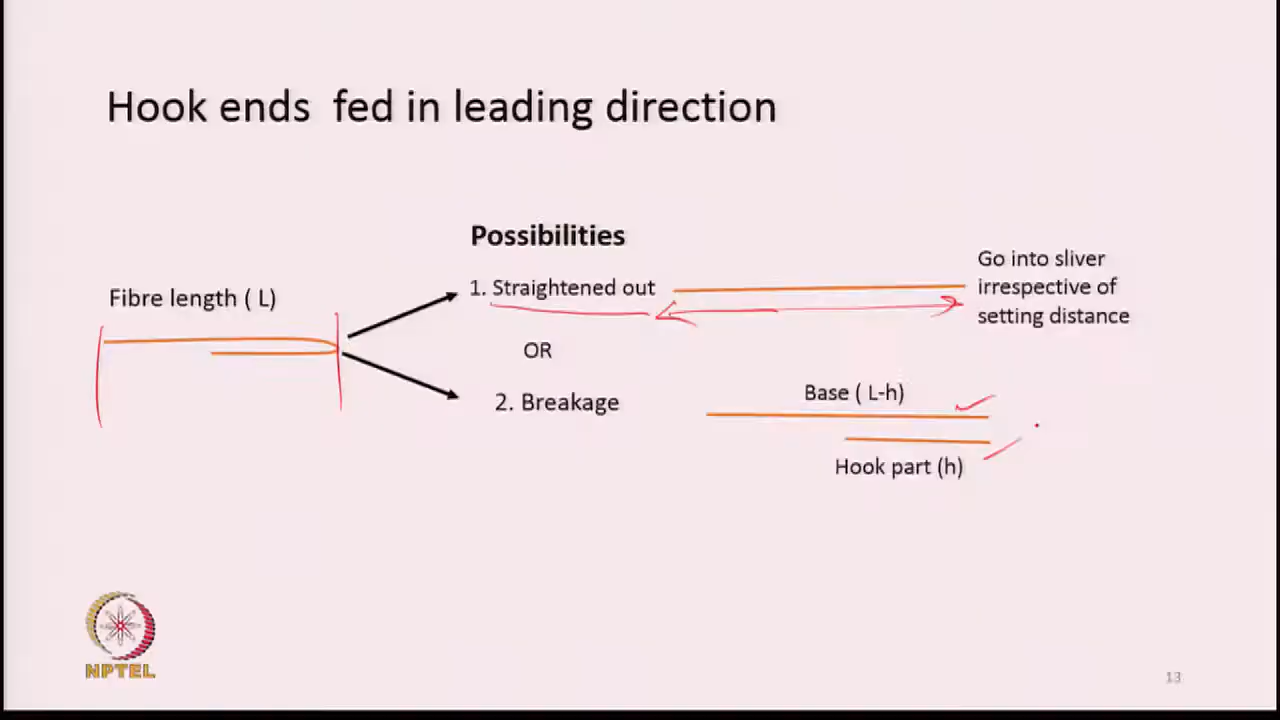 Hook ends fed in leading direction
Possibilities
Fibre length ( L)
1. Straightened out
Go into sliver
irrespective of
setting distance
OR
2. Breakage
Base ( L-h)
Hook part (h)
NPTEL
13